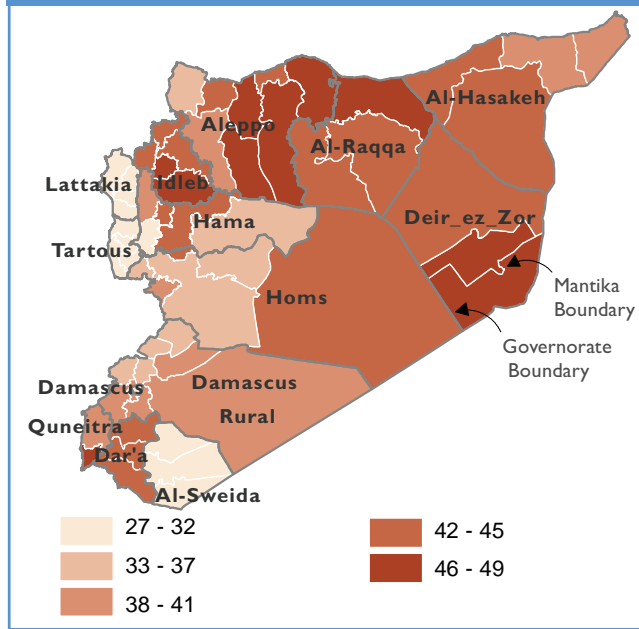 Al-Hasakeh
Aleppo
Al-Raqqa
Lattakia
Idleb
Hama
Deir_ez_Zor
Tartous
Mantika
Boundary
Homs
Governorate
Boundary
Damascus
Damascus
Rural
Quneitra
Dar'a
Al-Sweida
27 - 32
33 - 37
38 - 41
42 - 45
46 - 49